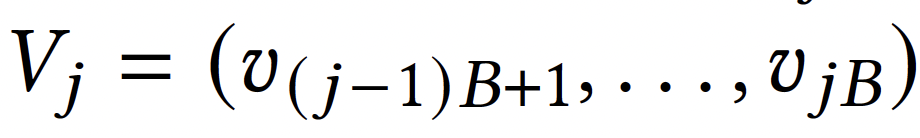 V_j = (v_{(j−1)B+1}, . . . , v_{jB})